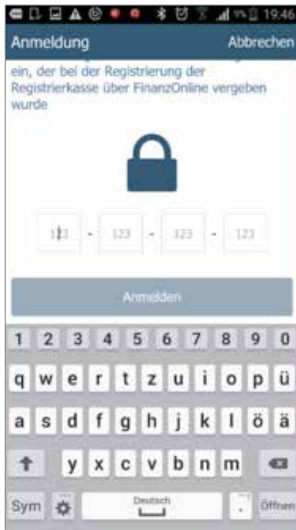 19:46
Anmeldung Abbrechen
ein, der bei der Registrierung der
Registrierkasse über FinanzOnline vergeben
wurde
123 - 123 - 123 - 123
Anmelden
1 2 3 4 5 6 7 8 9 0
q w e r t z u i o p ü
a s d f g h j k l ö ä
y x c v b n m
Sym Deutsch . Öffnen